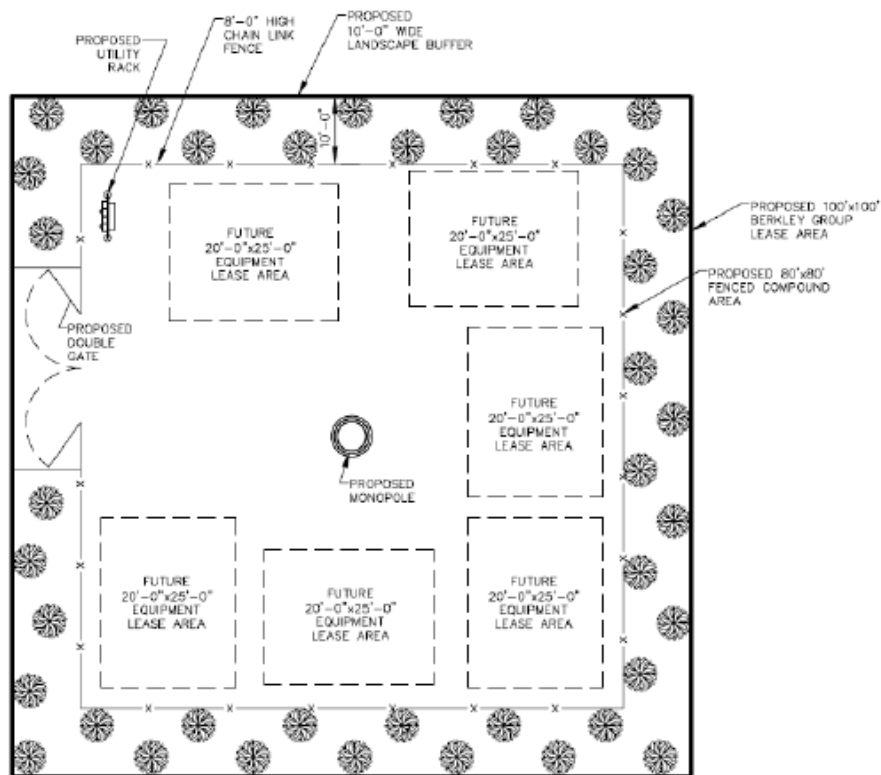 PROPOSED
UTILITY
RACK
8'-0" HIGH
CHAIN LINK
FENCE
PROPOSED
10'-0" WIDE
LANDSCAPE BUFFER
10'-0"
FUTURE
20'-0"x25'-0"
EQUIPMENT
LEASE AREA
FUTURE
20'-0"x25'-0"
EQUIPMENT
LEASE AREA
PROPOSED 100'x100'
BERKLEY GROUP
LEASE AREA
PROPOSED 80'x80'
FENCED COMPOUND
AREA
PROPOSED
DOUBLE
GATE
FUTURE
20'-0"x25'-0"
EQUIPMENT
LEASE AREA
PROPOSED
MONOPOLE
FUTURE
20'-0"x25'-0"
EQUIPMENT
LEASE AREA
FUTURE
20'-0"x25'-0"
EQUIPMENT
LEASE AREA
FUTURE
20'-0"x25'-0"
EQUIPMENT
LEASE AREA